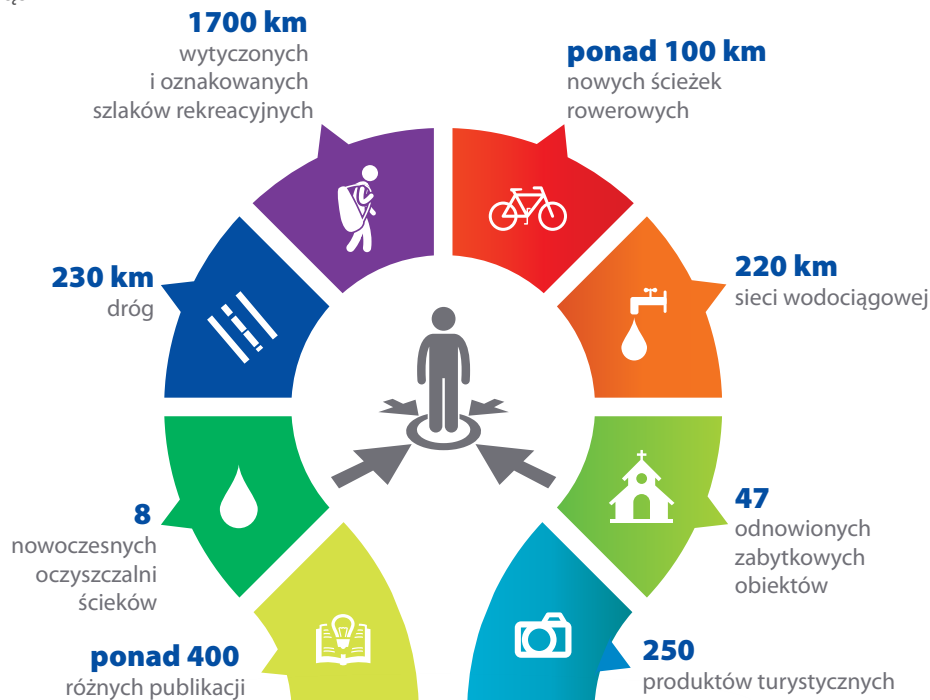 1700 km
wytyczonych
i oznakowanych
szlaków rekreacyjnych
ponad 100 km
nowych ścieżek
rowerowych
230 km
dróg
220 km
sieci wodociągowej
8
nowoczesnych
oczyszczalni
ścieków
47
odnowionych
zabytkowych
obiektów
ponad 400
różnych publikacji
250
produktów turystycznych